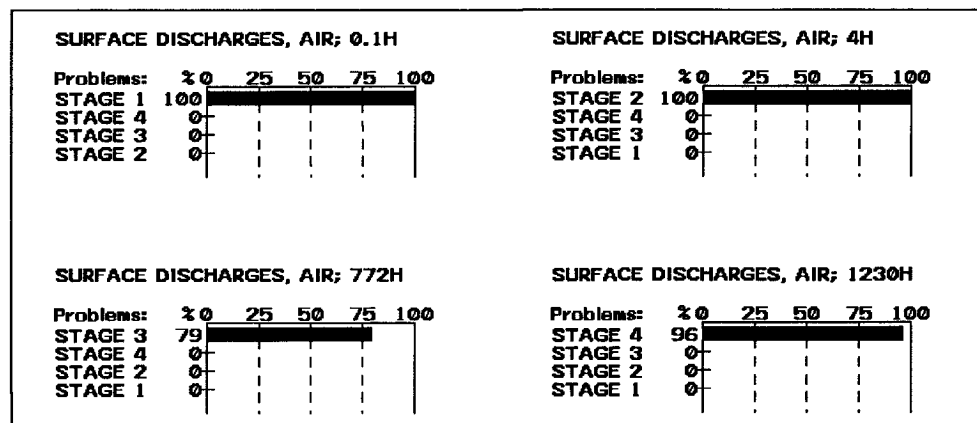 SURFACE DISCHARGES, AIR; 0.1H
Problems: % 0 25 50 75 100
STAGE 1 100
STAGE 4 0
STAGE 3 0
STAGE 2 0
SURFACE DISCHARGES, AIR; 4H
Problems: % 0 25 50 75 100
STAGE 2 100
STAGE 4 0
STAGE 3 0
STAGE 1 0
SURFACE DISCHARGES, AIR; 772H
Problems: % 0 25 50 75 100
STAGE 3 79
STAGE 4 0
STAGE 2 0
STAGE 1 0
SURFACE DISCHARGES, AIR; 1230H
Problems: % 0 25 50 75 100
STAGE 4 96
STAGE 3 0
STAGE 2 0
STAGE 1 0